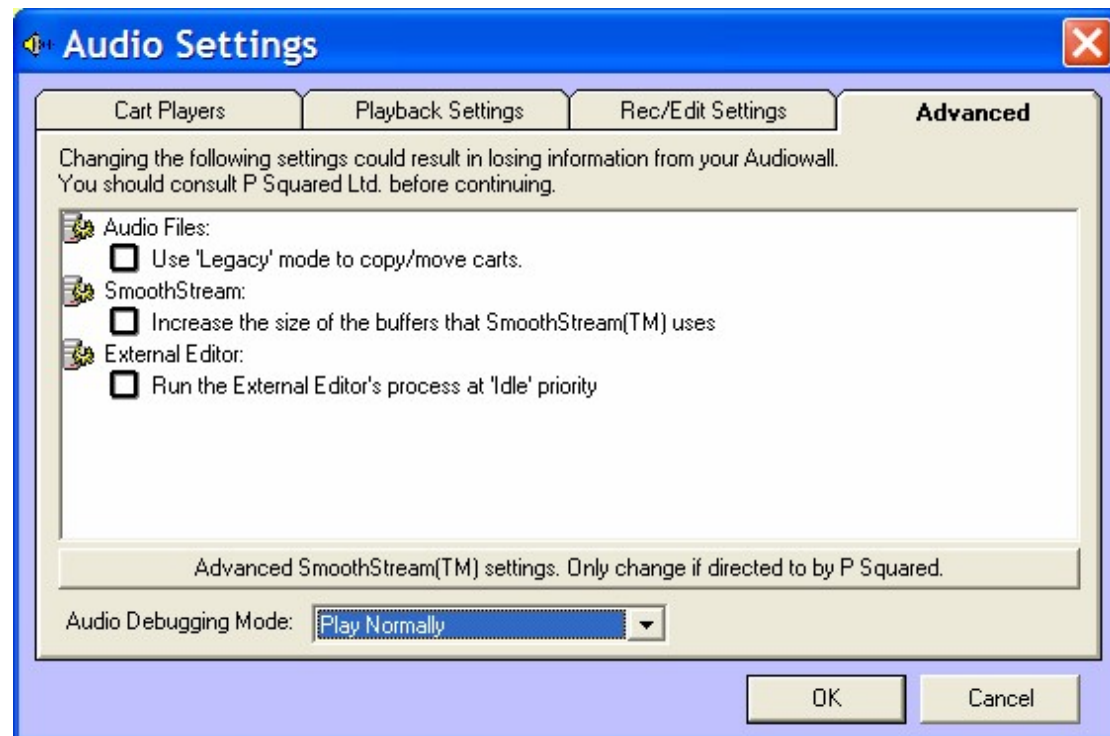 Audio Settings
Cart Players
Playback Settings
Rec/Edit Settings
Advanced
Changing the following settings could result in losing information from your Audiowall.
You should consult P Squared Ltd. before continuing.
Audio Files:
Use 'Legacy' mode to copy/move carts.
SmoothStream:
Increase the size of the buffers that SmoothStream(TM) uses
External Editor:
Run the External Editor's process at 'Idle' priority
Advanced SmoothStream(TM) settings. Only change if directed to by P Squared.
Audio Debugging Mode:
Play Normally
OK
Cancel